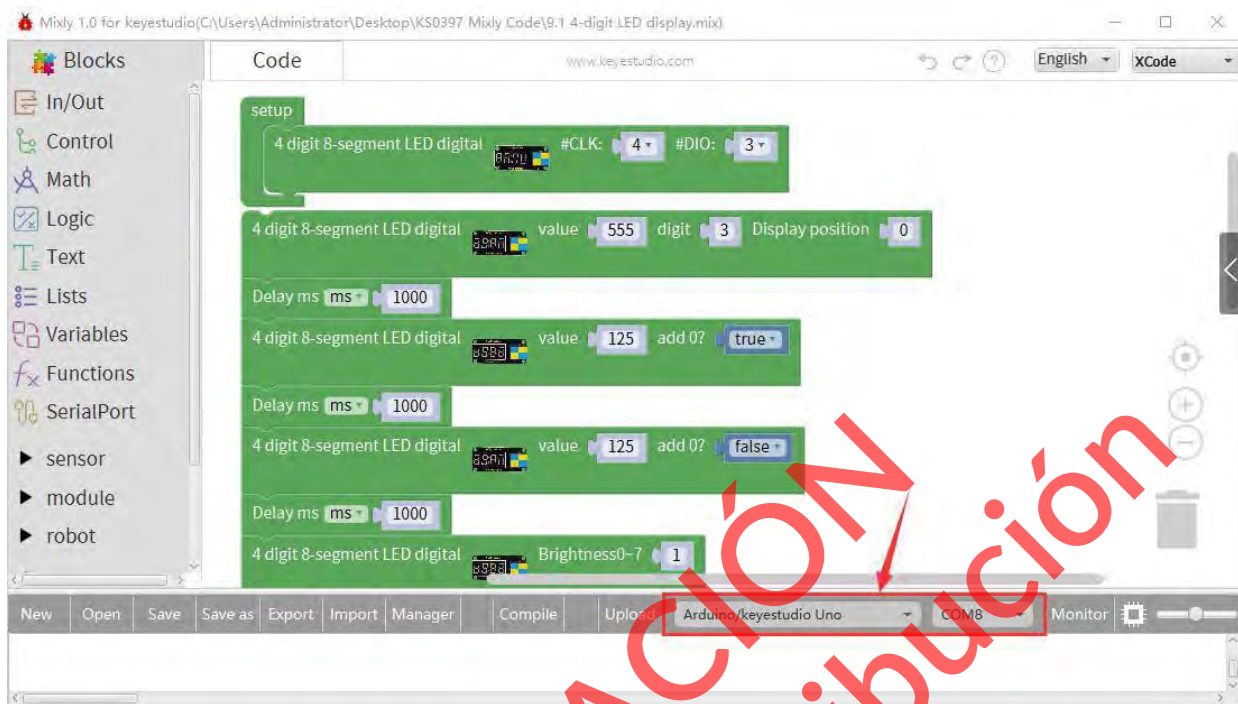 Mixly 1.0 for keyestudio(C:\Users\Administrator\Desktop\KS0397 Mixly Code\9.1 4-digit LED display.mix)
Blocks Code www.keyestudio.com English XCode
In/Out
Control
Math
Logic
Text
Lists
Variables
Functions
SerialPort
sensor
module
robot
setup
4 digit 8-segment LED digital #CLK: 4 #DIO: 3
4 digit 8-segment LED digital value 555 digit 3 Display position 0
Delay ms ms 1000
4 digit 8-segment LED digital value 125 add 0? true
Delay ms ms 1000
4 digit 8-segment LED digital value 125 add 0? false
Delay ms ms 1000
4 digit 8-segment LED digital Brightness0~7 1
New Open Save Save as Export Import Manager Compile Upload Arduino/keyestudio Uno COM8 Monitor